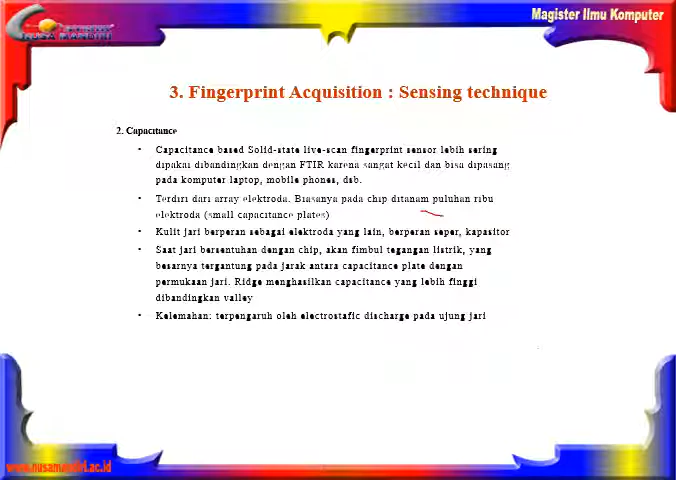 NUSA MANDIRI
Magister Ilmu Komputer
3. Fingerprint Acquisition : Sensing technique
2. Capacitance
• Capacitance based Solid-state live-scan fingerprint sensor lebih sering
dipakai dibandingkan dengan FTIR karena sangat kecil dan bisa dipasang
pada komputer laptop, mobile phones, dsb.
• Terdiri dari array elektroda. Biasanya pada chip ditanam puluhan ribu
elektroda (small capacitance plates)
• Kulit jari berperan sebagai elektroda yang lain, berperan seper, kapasitor
• Saat jari bersentuhan dengan chip, akan fimbul tegangan listrik, yang
besarnya tergantung pada jarak antara capacitance plate dengan
permukaan jari. Ridge menghasilkan capacitance yang lebih finggi
dibandingkan valley
• Kelemahan: terpengaruh oleh electrostafic discharge pada ujung jari
www.nusamandiri.ac.id